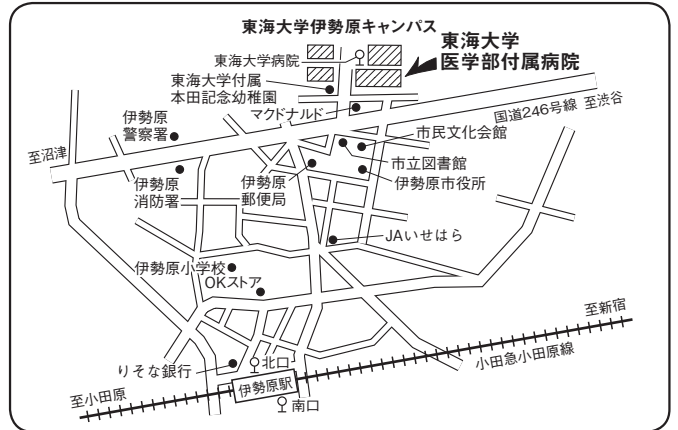 東海大学伊勢原キャンパス
東海大学病院
東海大学
医学部付属病院
東海大学付属
本田記念幼稚園
マクドナルド
国道246号線
至渋谷
伊勢原
警察署
市民文化会館
至沼津
市立図書館
伊勢原
消防署
伊勢原
郵便局
伊勢原市役所
JAいせはら
伊勢原小学校
OKストア
至新宿
小田急小田原線
りそな銀行
北口
伊勢原駅
至小田原
南口